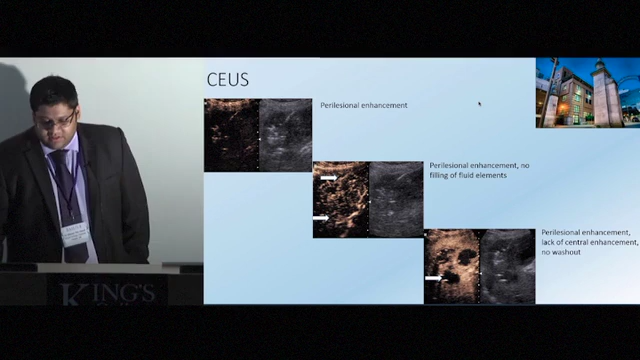 CEUS
Perilesional enhancement
Perilesional enhancement, no
filling of fluid elements
Perilesional enhancement,
lack of central enhancement,
no washout
KING'S